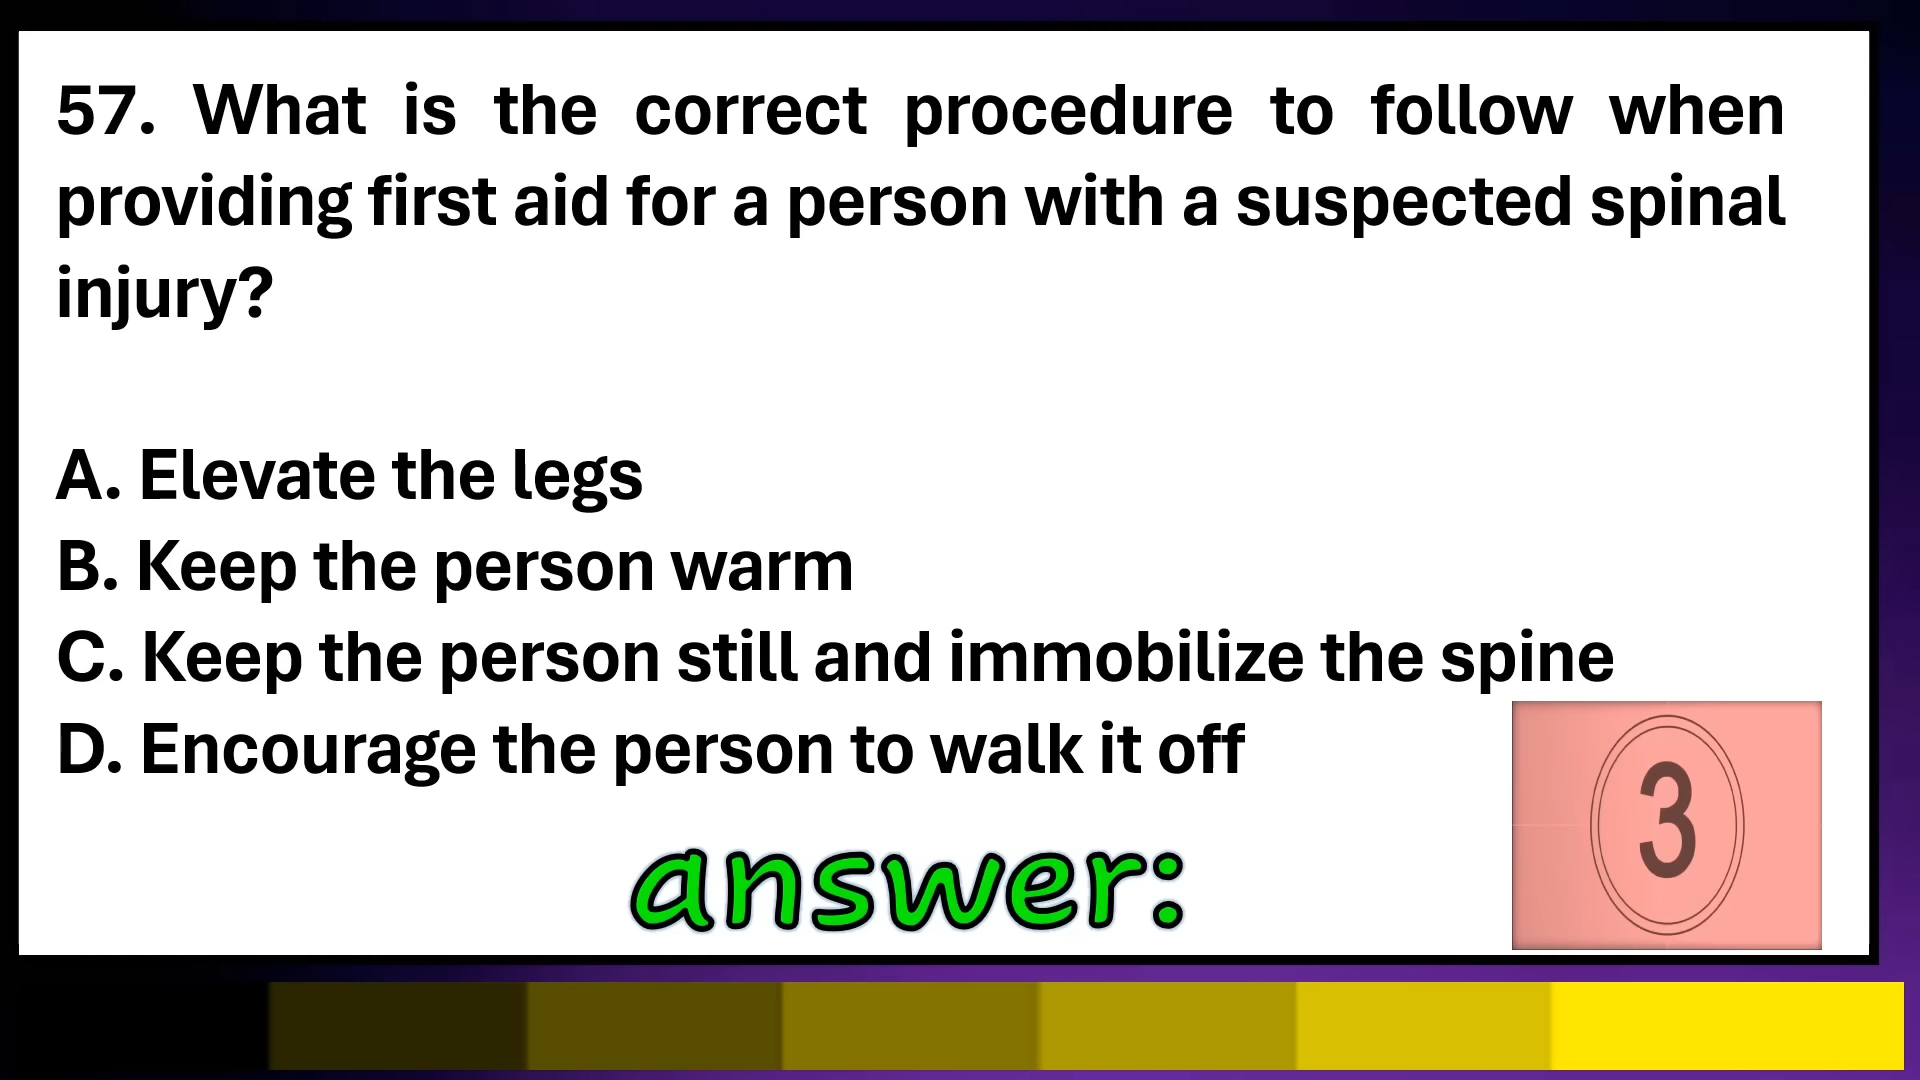 57. What is the correct procedure to follow when
providing first aid for a person with a suspected spinal
injury?
A. Elevate the legs
B. Keep the person warm
C. Keep the person still and immobilize the spine
D. Encourage the person to walk it off
answer:
3